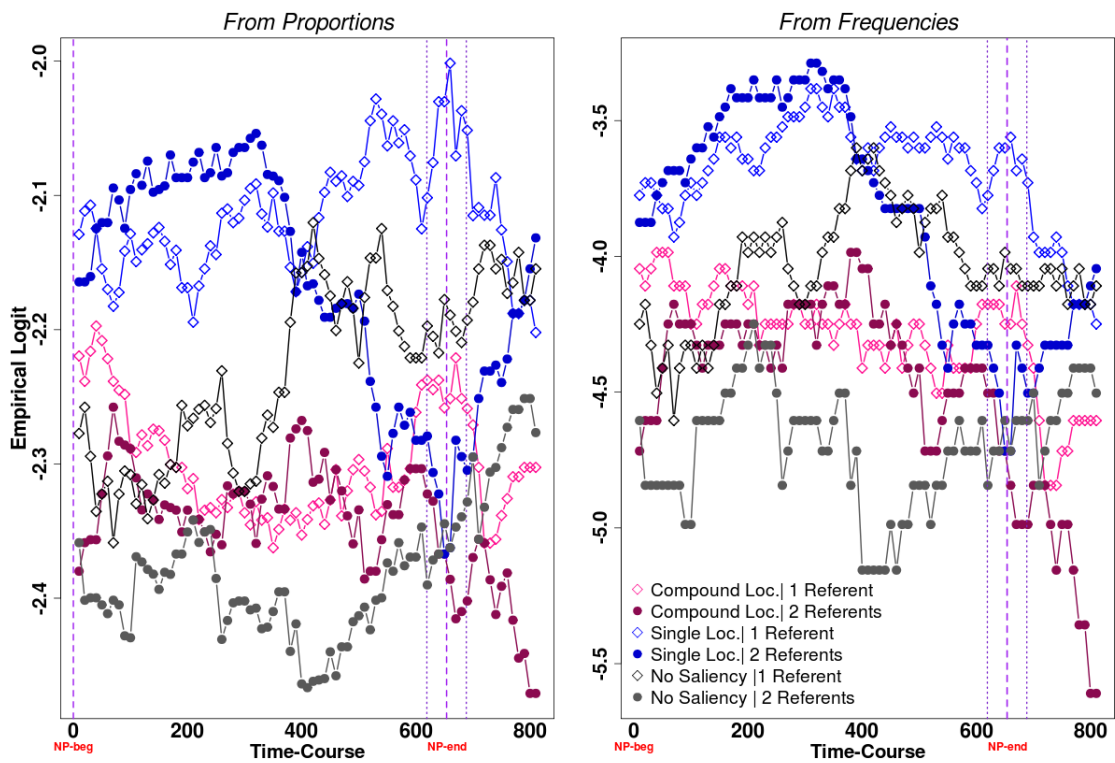 From Proportions
From Frequencies
Empirical Logit
-2.0
-2.1
-2.2
-2.3
-2.4
-3.5
-4.0
-4.5
-5.0
-5.5
Compound Loc.| 1 Referent
Compound Loc.| 2 Referents
Single Loc.| 1 Referent
Single Loc.| 2 Referents
No Saliency |1 Referent
No Saliency | 2 Referents
0 200 400 600 800
NP-beg Time-Course NP-end
0 200 400 600 800
NP-beg Time-Course NP-end